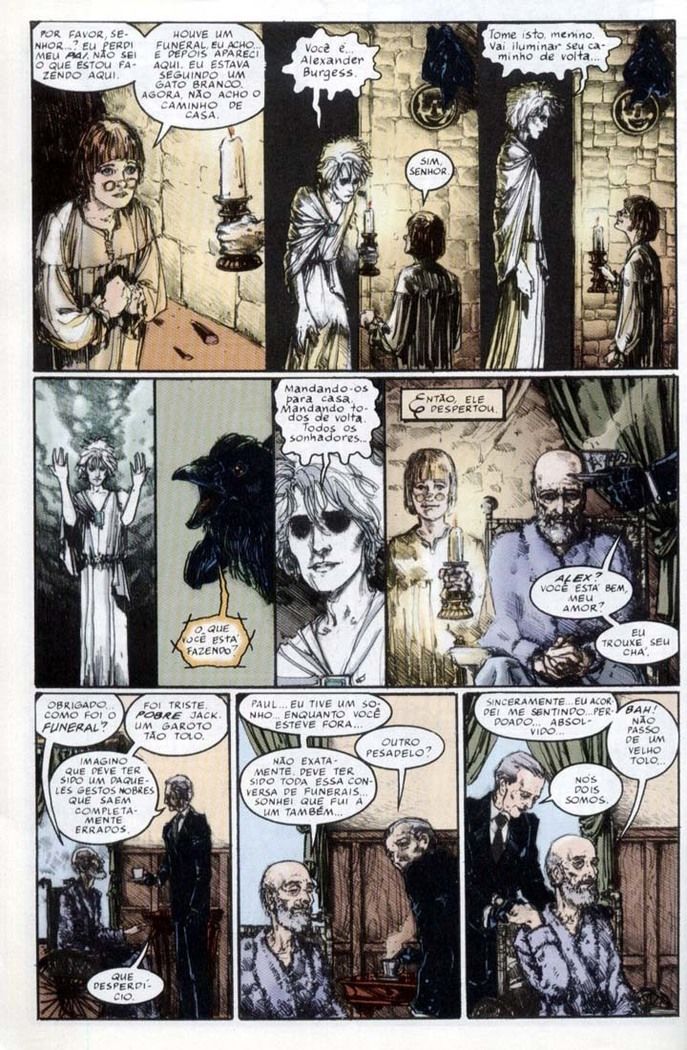 POR FAVOR, SE-
NHOR...? EU PERDI
MEU PAI, NÃO SEI
O QUE ESTOU FA-
ZENDO AQUI.
HOUVE UM
FUNERAL, EU ACHO...
E DEPOIS APARECI
AQUI. EU ESTAVA
SEGUINDO UM
GATO BRANCO.
AGORA, NÃO ACHO O
CAMINHO DE
CASA.
Você é...
Alexander
Burgess.
SIM,
SENHOR.
Tome isto, menino.
Vai iluminar seu ca-
minho de volta...
O QUE
VOCÊ ESTÁ
FAZENDO?
Mandando-os
para casa.
Mandando to-
dos de volta.
Todos os
sonhadores...
ENTÃO, ELE
DESPERTOU.
ALEX?
VOCÊ ESTÁ BEM,
MEU
AMOR?
EU
TROUXE SEU
CHÁ.
OBRIGADO...
COMO FOI O
FUNERAL?
FOI TRISTE.
POBRE JACK.
UM GAROTO
TÃO TOLO.
IMAGINO
QUE DEVE TER
SIDO UM DAQUE-
LES GESTOS NOBRES
QUE SAEM
COMPLETA-
MENTE
ERRADOS.
QUE
DESPERDÍ-
CIO.
PAUL... EU TIVE UM SO-
NHO... ENQUANTO VOCÊ
ESTEVE FORA...
OUTRO
PESADELO?
NÃO EXATA-
MENTE. DEVE TER
SIDO TODA ESSA CON-
VERSA DE FUNERAIS...
SONHEI QUE FUI A
UM TAMBÉM...
SINCERAMENTE... EU ACOR-
DEI ME SENTINDO... PER-
DOADO... ABSOL-
VIDO...
NÓS
DOIS
SOMOS.
BAH!
NÃO
PASSO
DE UM
VELHO
TOLO...